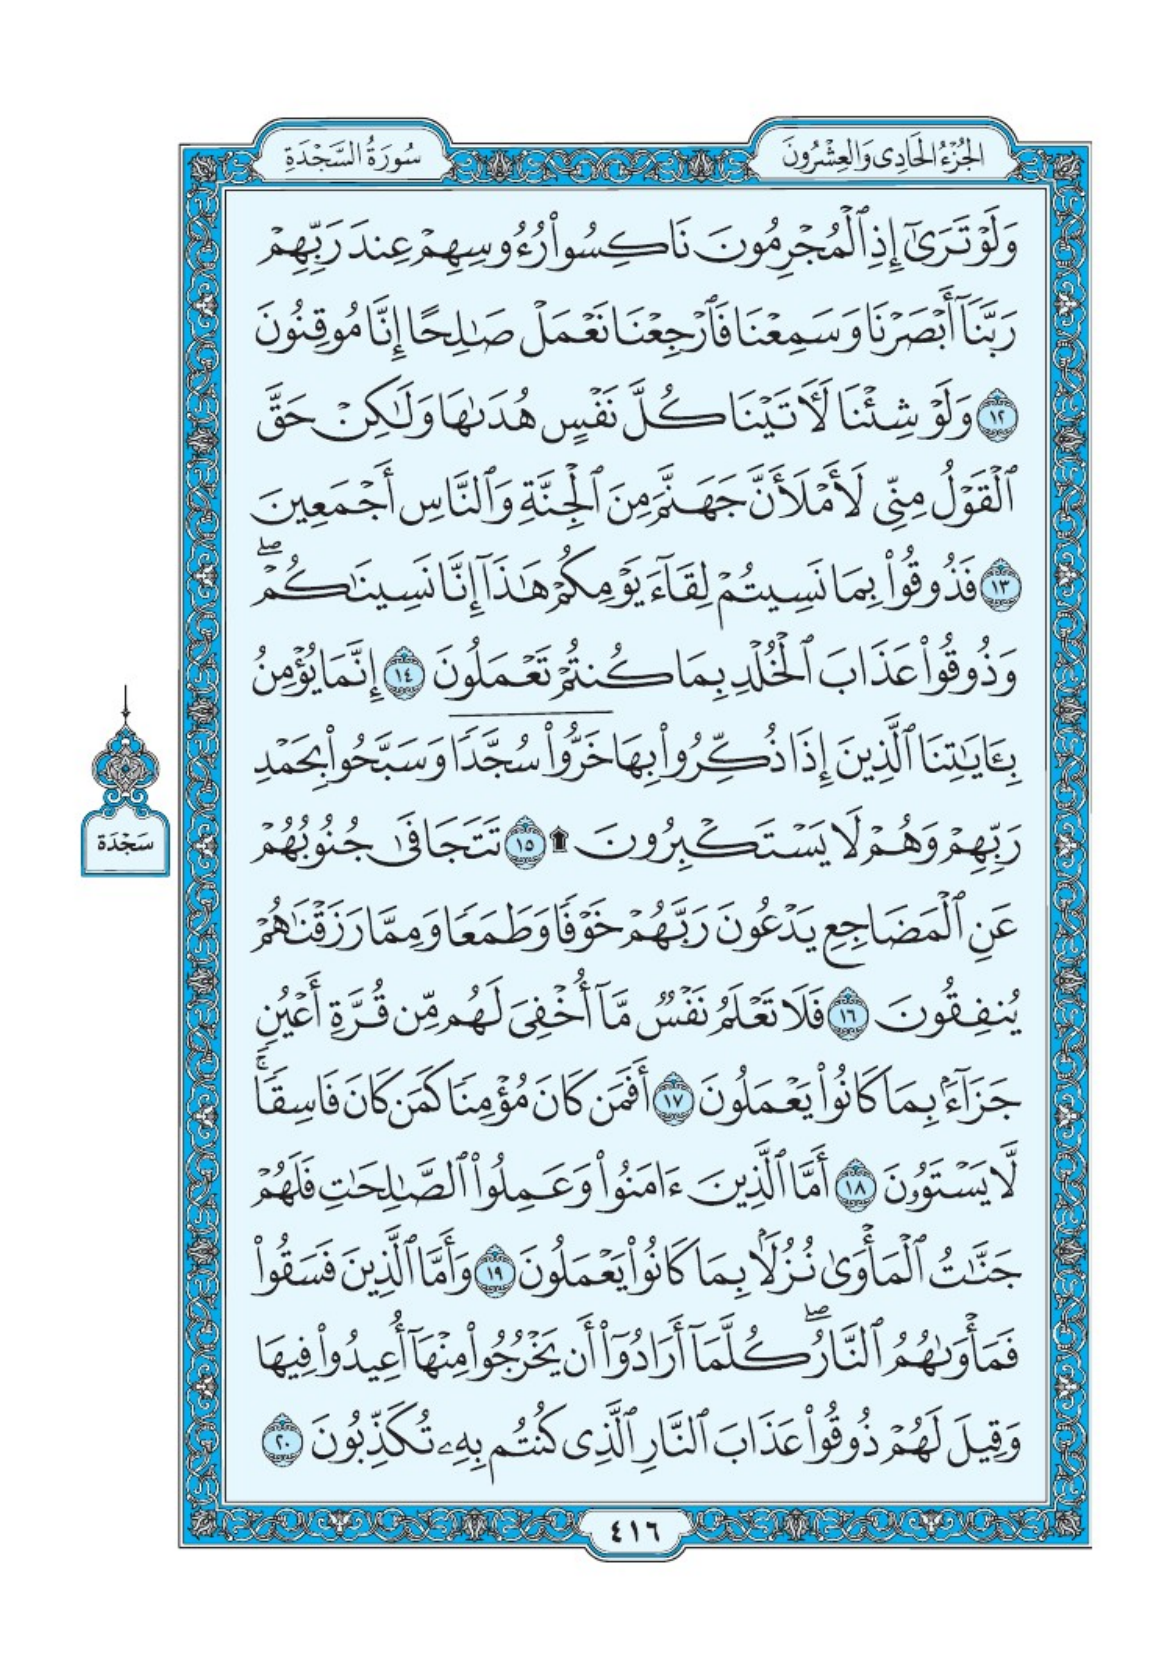 الجُزْءُ الحَادِى وَالعِشْرُونَ
سُورَةُ السَّجْدَةِ
وَلَوْ تَرَىٰٓ إِذِ ٱلْمُجْرِمُونَ نَاكِسُوا۟ رُءُوسِهِمْ عِندَ رَبِّهِمْ
رَبَّنَآ أَبْصَرْنَا وَسَمِعْنَا فَٱرْجِعْنَا نَعْمَلْ صَٰلِحًا إِنَّا مُوقِنُونَ
١٢ وَلَوْ شِئْنَا لَـَٔاتَيْنَا كُلَّ نَفْسٍ هُدَىٰهَا وَلَٰكِنْ حَقَّ
ٱلْقَوْلُ مِنِّى لَأَمْلَأَنَّ جَهَنَّمَ مِنَ ٱلْجِنَّةِ وَٱلنَّاسِ أَجْمَعِينَ
١٣ فَذُوقُوا۟ بِمَا نَسِيتُمْ لِقَآءَ يَوْمِكُمْ هَٰذَآ إِنَّا نَسِينَٰكُمْ ۖ
وَذُوقُوا۟ عَذَابَ ٱلْخُلْدِ بِمَا كُنتُمْ تَعْمَلُونَ ١٤ إِنَّمَا يُؤْمِنُ
بِـَٔايَٰتِنَا ٱلَّذِينَ إِذَا ذُكِّرُوا۟ بِهَا خَرُّوا۟ سُجَّدًا وَسَبَّحُوا۟ بِحَمْدِ
رَبِّهِمْ وَهُمْ لَا يَسْتَكْبِرُونَ ۩ ١٥ تَتَجَافَىٰ جُنُوبُهُمْ
سَجْدَة
عَنِ ٱلْمَضَاجِعِ يَدْعُونَ رَبَّهُمْ خَوْفًا وَطَمَعًا وَمِمَّا رَزَقْنَٰهُمْ
يُنفِقُونَ ١٦ فَلَا تَعْلَمُ نَفْسٌ مَّآ أُخْفِىَ لَهُم مِّن قُرَّةِ أَعْيُنٍ
جَزَآءًۢ بِمَا كَانُوا۟ يَعْمَلُونَ ١٧ أَفَمَن كَانَ مُؤْمِنًا كَمَن كَانَ فَاسِقًا ۚ
لَّا يَسْتَوُۥنَ ١٨ أَمَّا ٱلَّذِينَ ءَامَنُوا۟ وَعَمِلُوا۟ ٱلصَّٰلِحَٰتِ فَلَهُمْ
جَنَّٰتُ ٱلْمَأْوَىٰ نُزُلًۢا بِمَا كَانُوا۟ يَعْمَلُونَ ١٩ وَأَمَّا ٱلَّذِينَ فَسَقُوا۟
فَمَأْوَىٰهُمُ ٱلنَّارُ ۖ كُلَّمَآ أَرَادُوٓا۟ أَن يَخْرُجُوا۟ مِنْهَآ أُعِيدُوا۟ فِيهَا
وَقِيلَ لَهُمْ ذُوقُوا۟ عَذَابَ ٱلنَّارِ ٱلَّذِى كُنتُم بِهِۦ تُكَذِّبُونَ ٢٠
٤١٦